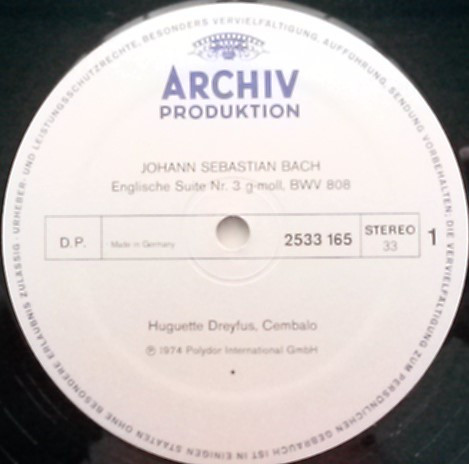 URHEBER- UND LEISTUNGSSCHUTZRECHTE, BESONDERS VERVIELFÄLTIGUNG, AUFFÜHRUNG, SENDUNG VORBEHALTEN. DIE VERVIELFÄLTIGUNG ZUM PERSÖNLICHEN GEBRAUCH IST IN EINIGEN STAATEN OHNE BESONDERE ERLAUBNIS ZULÄSSIG
ARCHIV
PRODUKTION
JOHANN SEBASTIAN BACH
Englische Suite Nr. 3 g-moll, BWV 808
D.P.
Made in Germany
2533 165
STEREO
33
1
Huguette Dreyfus, Cembalo
℗ 1974 Polydor International GmbH